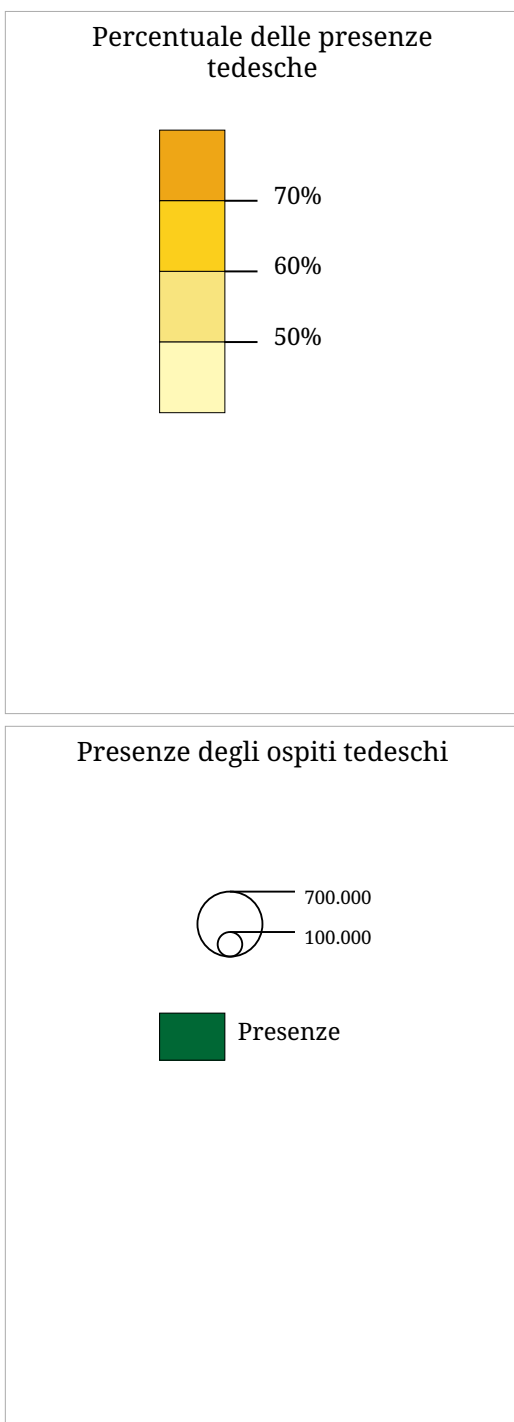 Percentuale delle presenze
tedesche
70%
60%
50%
Presenze degli ospiti tedeschi
700.000
100.000
Presenze